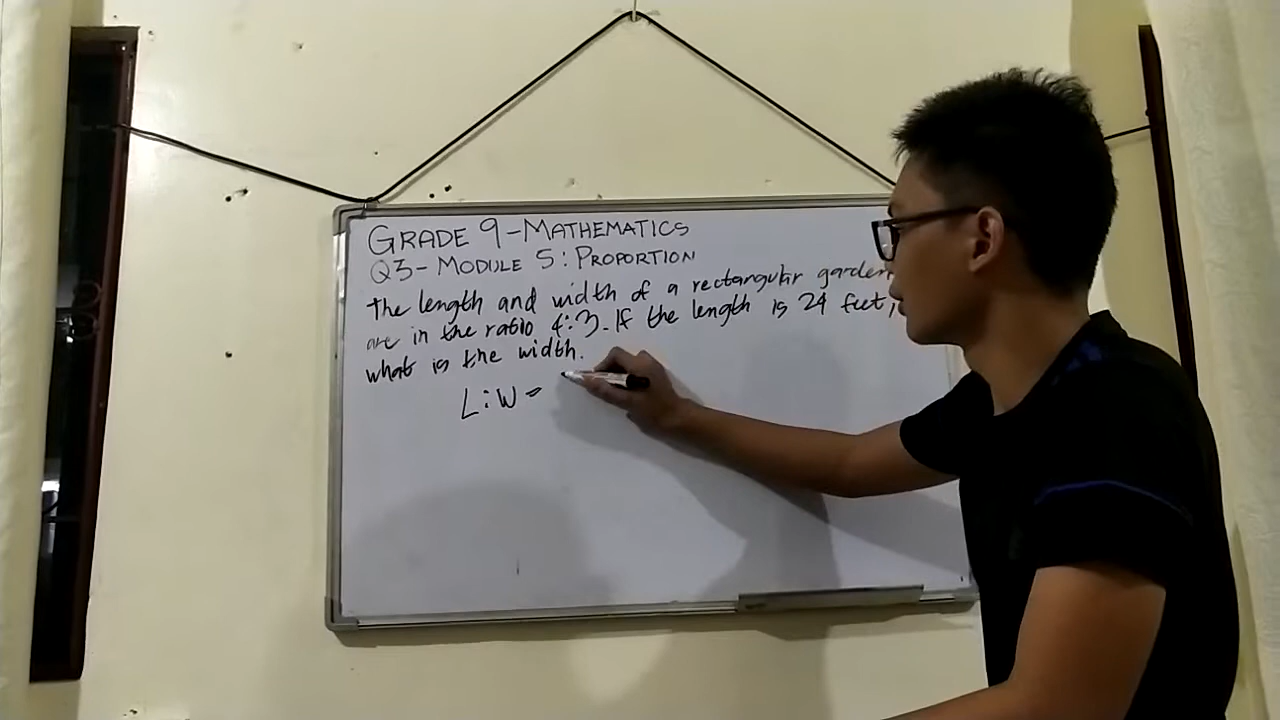 GRADE 9-MATHEMATICS
Q3-MODULE 5: PROPORTION
The length and width of a rectangular garden
are in the ratio 4:3. If the length is 24 feet,
what is the width.
L:W =